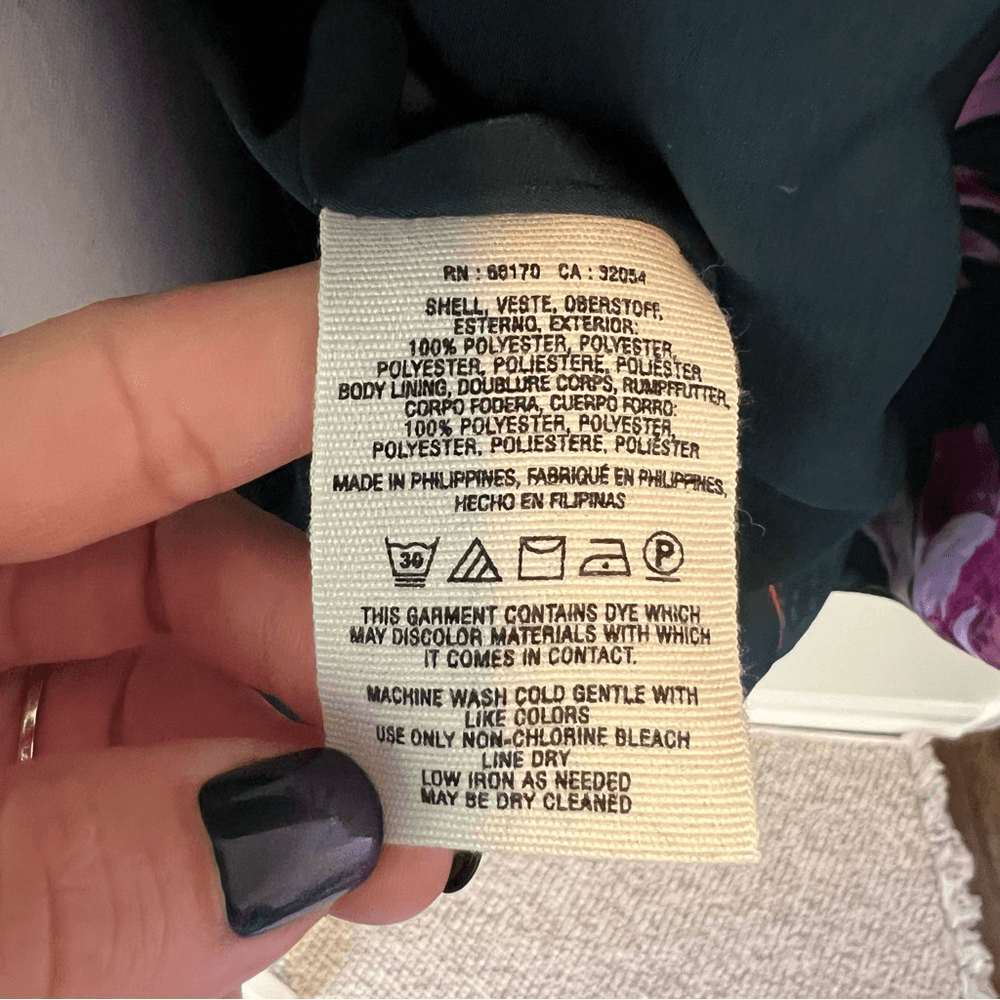 RN : 66170 CA : 32054
SHELL, VESTE, OBERSTOFF,
ESTERNO, EXTERIOR:
100% POLYESTER, POLYESTER,
POLYESTER, POLIESTERE, POLIÉSTER
BODY LINING, DOUBLURE CORPS, RUMPFFUTTER,
CORPO FODERA, CUERPO FORRO:
100% POLYESTER, POLYESTER,
POLYESTER, POLIESTERE, POLIÉSTER
MADE IN PHILIPPINES, FABRIQUÉ EN PHILIPPINES,
HECHO EN FILIPINAS
30 P
THIS GARMENT CONTAINS DYE WHICH
MAY DISCOLOR MATERIALS WITH WHICH
IT COMES IN CONTACT.
MACHINE WASH COLD GENTLE WITH
LIKE COLORS
USE ONLY NON-CHLORINE BLEACH
LINE DRY
LOW IRON AS NEEDED
MAY BE DRY CLEANED